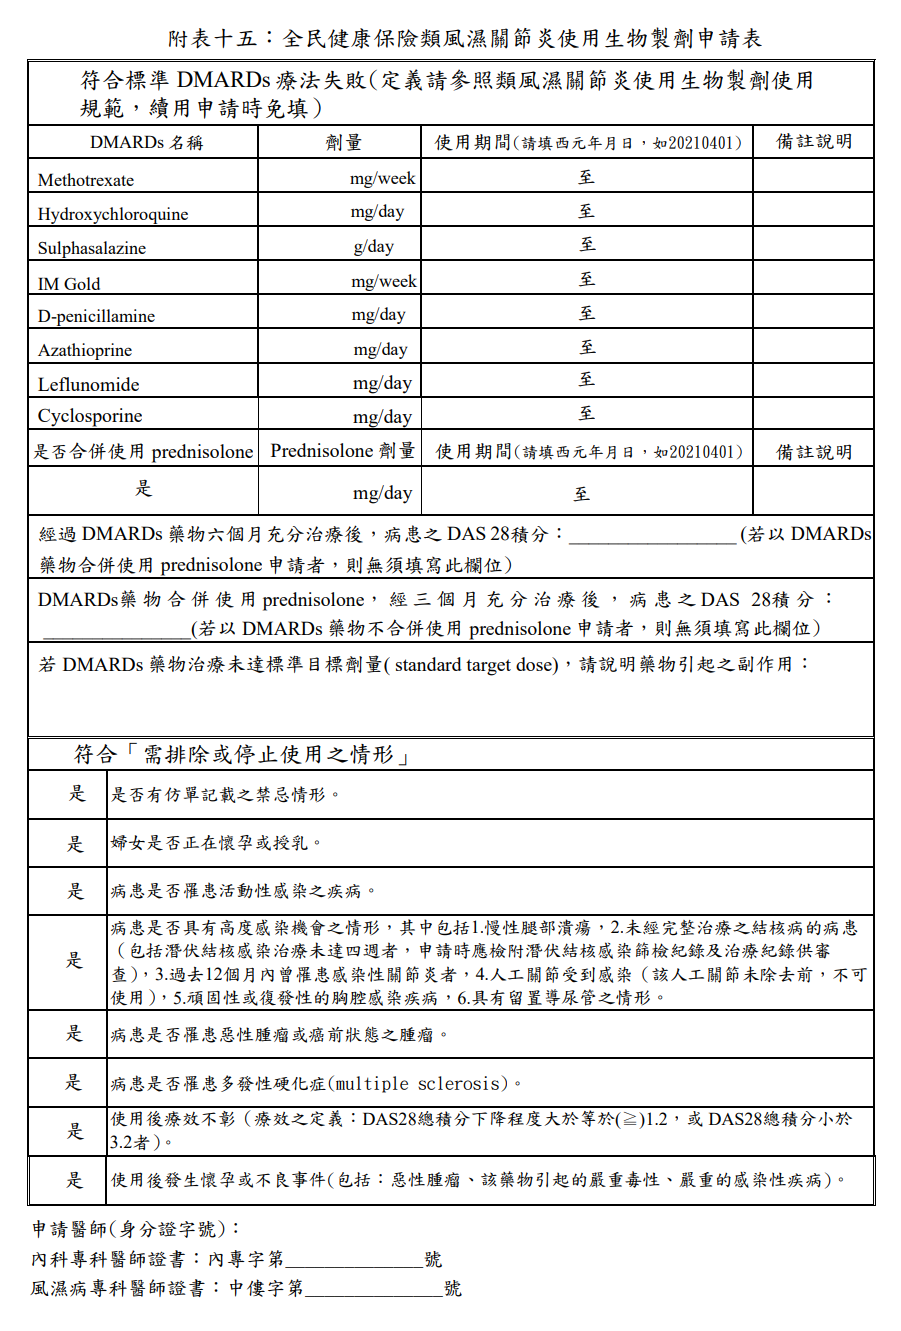 附表十五：全民健康保險類風濕關節炎使用生物製劑申請表
符合標準 DMARDs 療法失敗(定義請參照類風濕關節炎使用生物製劑使用
規範，續用申請時免填)
DMARDs 名稱 劑量 使用期間(請填西元年月日，如20210401) 備註說明
Methotrexate mg/week 至
Hydroxychloroquine mg/day 至
Sulphasalazine g/day 至
IM Gold mg/week 至
D-penicillamine mg/day 至
Azathioprine mg/day 至
Leflunomide mg/day 至
Cyclosporine mg/day 至
是否合併使用 prednisolone Prednisolone 劑量 使用期間(請填西元年月日，如20210401) 備註說明
是 mg/day 至
經過 DMARDs 藥物六個月充分治療後，病患之 DAS 28積分：_________________ (若以 DMARDs
藥物合併使用 prednisolone 申請者，則無須填寫此欄位)
DMARDs藥物合併使用 prednisolone，經三個月充分治療後，病患之 DAS 28積分：
_______________(若以 DMARDs 藥物不合併使用 prednisolone 申請者，則無須填寫此欄位)
若 DMARDs 藥物治療未達標準目標劑量( standard target dose)，請說明藥物引起之副作用：
符合「需排除或停止使用之情形」
是 是否有仿單記載之禁忌情形。
是 婦女是否正在懷孕或授乳。
是 病患是否罹患活動性感染之疾病。
是 病患是否具有高度感染機會之情形，其中包括1.慢性腿部潰瘍，2.未經完整治療之結核病的病患
（包括潛伏結核感染治療未達四週者，申請時應檢附潛伏結核感染篩檢紀錄及治療紀錄供審
查)，3.過去12個月內曾罹患感染性關節炎者，4.人工關節受到感染（該人工關節未除去前，不可
使用)，5.頑固性或復發性的胸腔感染疾病，6.具有留置導尿管之情形。
是 病患是否罹患惡性腫瘤或癌前狀態之腫瘤。
是 病患是否罹患多發性硬化症(multiple sclerosis)。
是 使用後療效不彰（療效之定義：DAS28總積分下降程度大於等於(≧)1.2，或 DAS28總積分小於
3.2者)。
是 使用後發生懷孕或不良事件(包括：惡性腫瘤、該藥物引起的嚴重毒性、嚴重的感染性疾病)。
申請醫師(身分證字號)：
內科專科醫師證書：內專字第______________號
風濕病專科醫師證書：中僂字第______________號